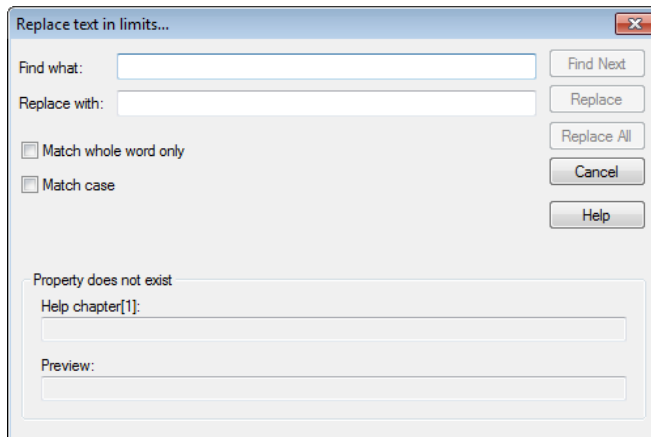 Replace text in limits...
Find what:
Find Next
Replace with:
Replace
Replace All
Match whole word only
Cancel
Match case
Help
Property does not exist
Help chapter[1]:
Preview: